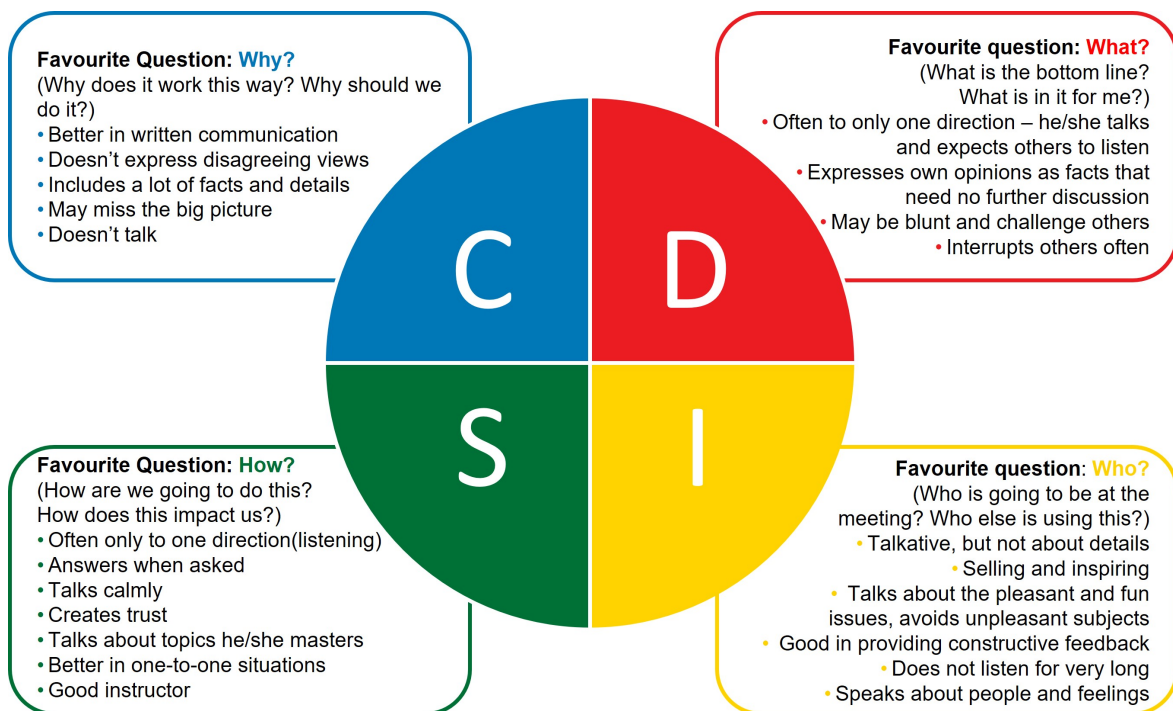 Favourite Question: Why?
(Why does it work this way? Why should we
do it?)
• Better in written communication
• Doesn't express disagreeing views
• Includes a lot of facts and details
• May miss the big picture
• Doesn't talk
Favourite question: What?
(What is the bottom line?
What is in it for me?)
• Often to only one direction – he/she talks
and expects others to listen
• Expresses own opinions as facts that
need no further discussion
• May be blunt and challenge others
• Interrupts others often
C
D
S
I
Favourite Question: How?
(How are we going to do this?
How does this impact us?)
• Often only to one direction(listening)
• Answers when asked
• Talks calmly
• Creates trust
• Talks about topics he/she masters
• Better in one-to-one situations
• Good instructor
Favourite question: Who?
(Who is going to be at the
meeting? Who else is using this?)
• Talkative, but not about details
• Selling and inspiring
• Talks about the pleasant and fun
issues, avoids unpleasant subjects
• Good in providing constructive feedback
• Does not listen for very long
• Speaks about people and feelings